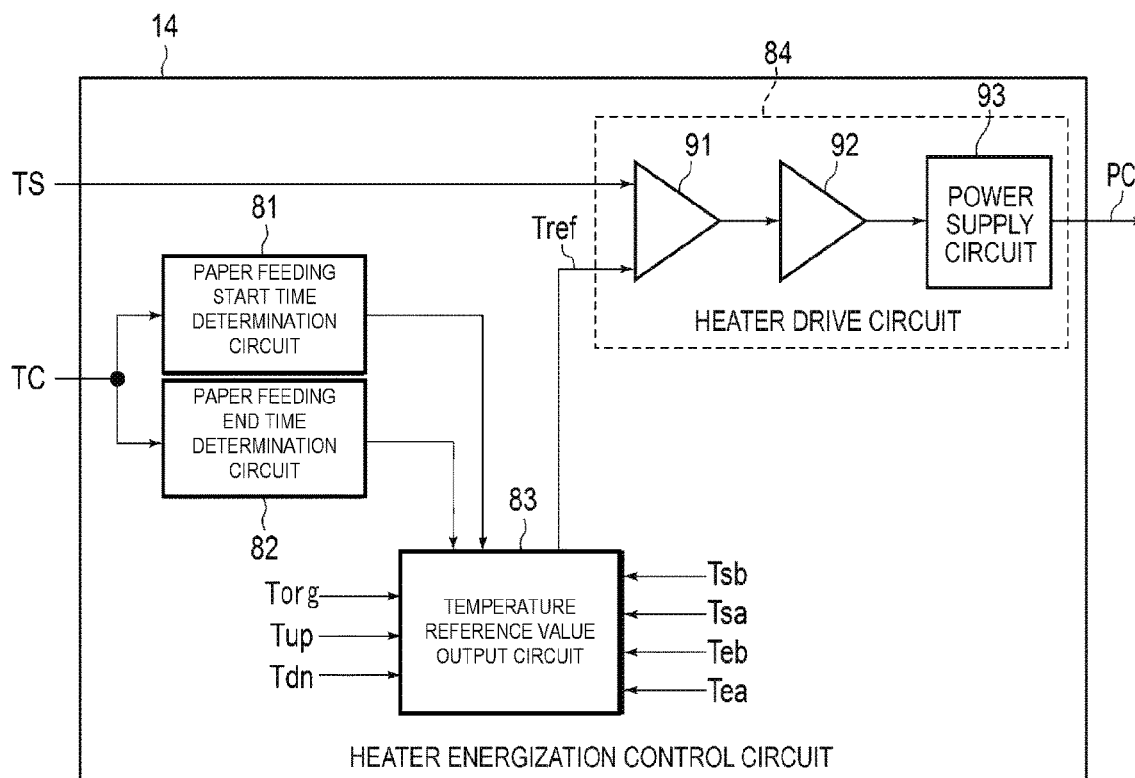 14
84
93
91
92
TS
81
Tref
POWER
SUPPLY
CIRCUIT
PC
PAPER FEEDING
START TIME
DETERMINATION
CIRCUIT
HEATER DRIVE CIRCUIT
TC
PAPER FEEDING
END TIME
DETERMINATION
CIRCUIT
82
83
Torg
Tup
Tdn
TEMPERATURE
REFERENCE VALUE
OUTPUT CIRCUIT
Tsb
Tsa
Teb
Tea
HEATER ENERGIZATION CONTROL CIRCUIT